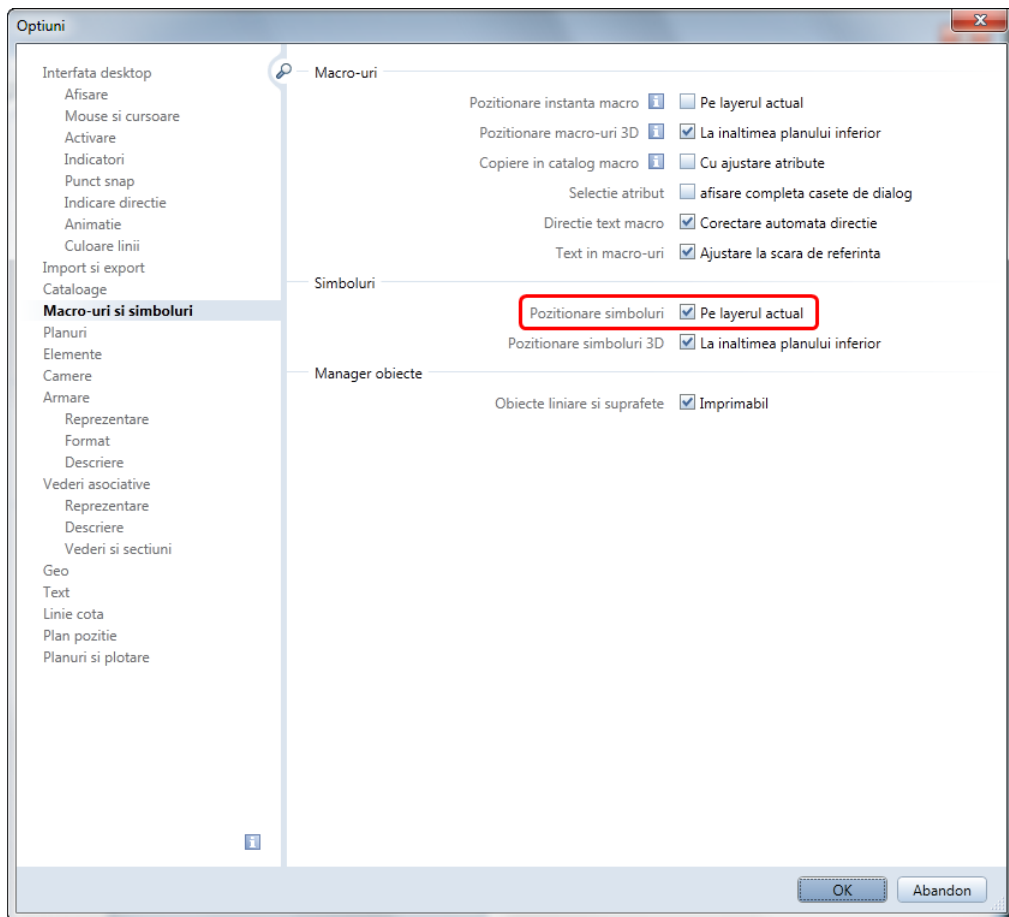 Optiuni
Interfata desktop
Afisare
Mouse si cursoare
Activare
Indicatori
Punct snap
Indicare directie
Animatie
Culoare linii
Import si export
Cataloage
Macro-uri si simboluri
Planuri
Elemente
Camere
Armare
Reprezentare
Format
Descriere
Vederi asociative
Reprezentare
Descriere
Vederi si sectiuni
Geo
Text
Linie cota
Plan pozitie
Planuri si plotare
Macro-uri
Pozitionare instanta macro Pe layerul actual
Pozitionare macro-uri 3D La inaltimea planului inferior
Copiere in catalog macro Cu ajustare atribute
Selectie atribut afisare completa casete de dialog
Directie text macro Corectare automata directie
Text in macro-uri Ajustare la scara de referinta
Simboluri
Pozitionare simboluri Pe layerul actual
Pozitionare simboluri 3D La inaltimea planului inferior
Manager obiecte
Obiecte liniare si suprafete Imprimabil
OK Abandon